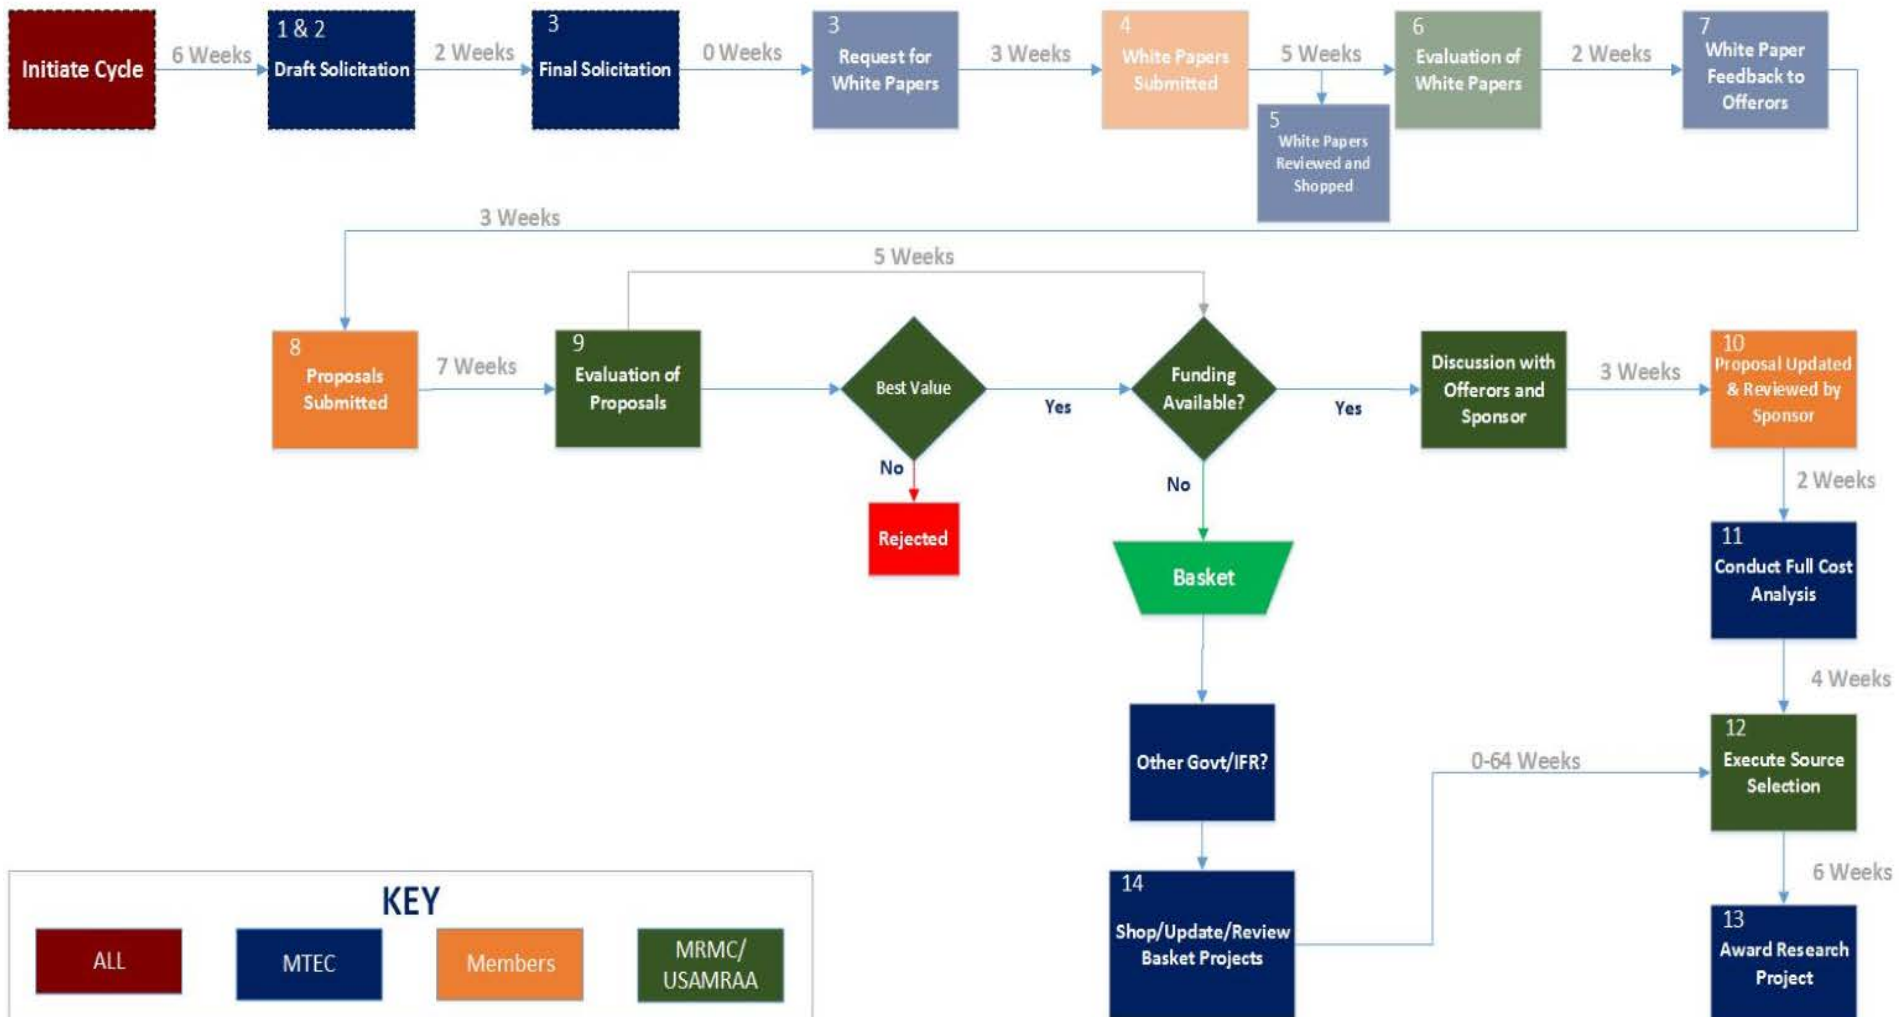 Initiate Cycle
6 Weeks
1 & 2
Draft Solicitation
2 Weeks
3
Final Solicitation
0 Weeks
3
Request for
White Papers
3 Weeks
4
White Papers
Submitted
5 Weeks
5
White Papers
Reviewed and
Shopped
6
Evaluation of
White Papers
2 Weeks
7
White Paper
Feedback to
Offerors
3 Weeks
5 Weeks
8
Proposals
Submitted
7 Weeks
9
Evaluation of
Proposals
Best Value
Yes
No
Rejected
Funding
Available?
Yes
No
Discussion with
Offerors and
Sponsor
3 Weeks
10
Proposal Updated
& Reviewed by
Sponsor
2 Weeks
Basket
11
Conduct Full Cost
Analysis
4 Weeks
Other Govt/IFR?
0-64 Weeks
12
Execute Source
Selection
6 Weeks
14
Shop/Update/Review
Basket Projects
13
Award Research
Project
KEY
ALL
MTEC
Members
MRMC/
USAMRAA